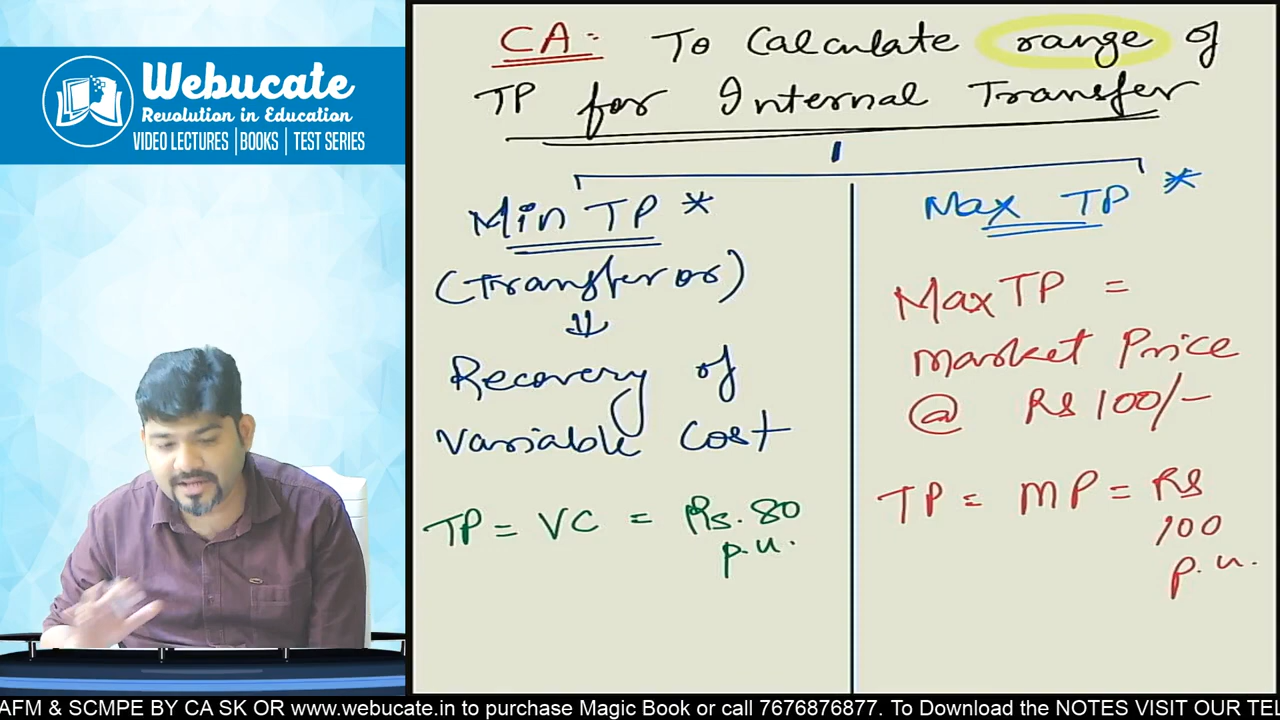 Webucate
Revolution in Education
VIDEO LECTURES | BOOKS | TEST SERIES
CA:- To Calculate range of
TP for Internal Transfer
Min TP *
(Transferor)
⇓
Recovery of
Variable Cost
TP = VC = Rs. 80
p.u.
Max TP *
Max TP =
market Price
@ Rs 100/-
TP = MP = Rs
100
p.u.
AFM & SCMPE BY CA SK OR www.webucate.in to purchase Magic Book or call 7676876877. To Download the NOTES VISIT OUR TEL